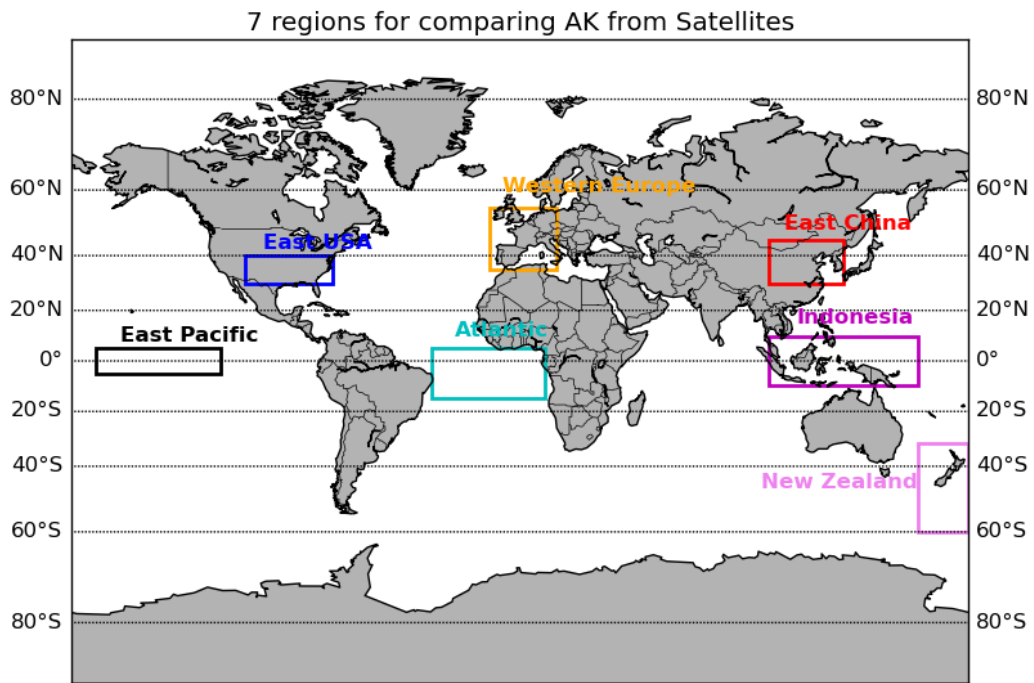 7 regions for comparing AK from Satellites
80°N 80°N
60°N 60°N
Western Europe
East China
East USA
40°N 40°N
20°N 20°N
Indonesia
East Pacific
Atlantic
0° 0°
20°S 20°S
40°S 40°S
New Zealand
60°S 60°S
80°S 80°S